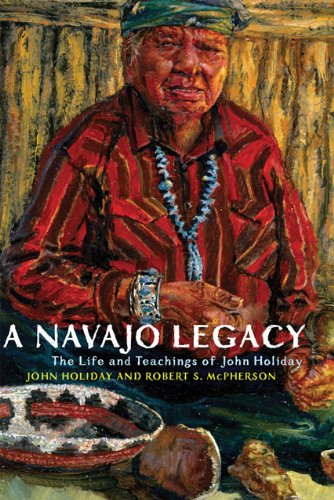 A NAVAJO LEGACY
The Life and Teachings of John Holiday
JOHN HOLIDAY AND ROBERT S. McPHERSON